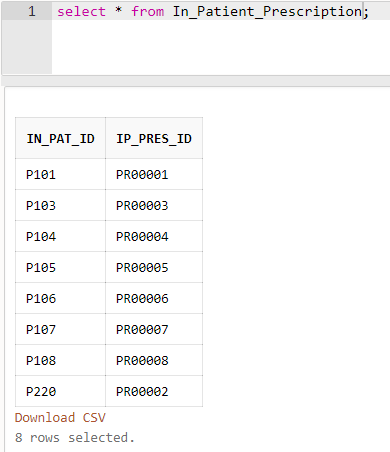 1 select * from In_Patient_Prescription;
IN_PAT_ID IP_PRES_ID
P101 PR00001
P103 PR00003
P104 PR00004
P105 PR00005
P106 PR00006
P107 PR00007
P108 PR00008
P220 PR00002
Download CSV
8 rows selected.